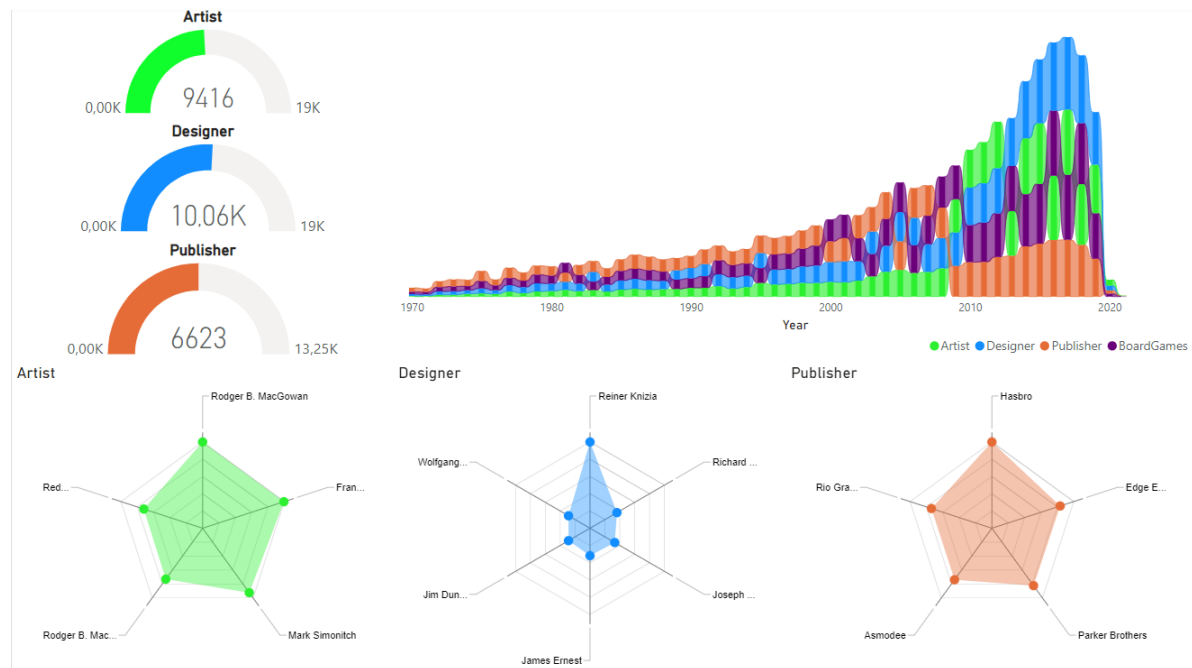 Artist
9416
0,00K
19K
Designer
10,06K
0,00K
19K
Publisher
6623
0,00K
13,25K
1970
1980
1990
2000
2010
2020
Year
Artist
Designer
Publisher
BoardGames
Artist
Rodger B. MacGowan
Red...
Fran...
Rodger B. Mac...
Mark Simonitch
Designer
Reiner Knizia
Wolfgang...
Richard ...
Jim Dun...
Joseph ...
James Ernest
Publisher
Hasbro
Rio Gra...
Edge E...
Asmodee
Parker Brothers